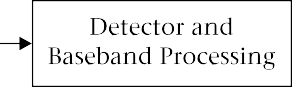 Detector and
Baseband Processing